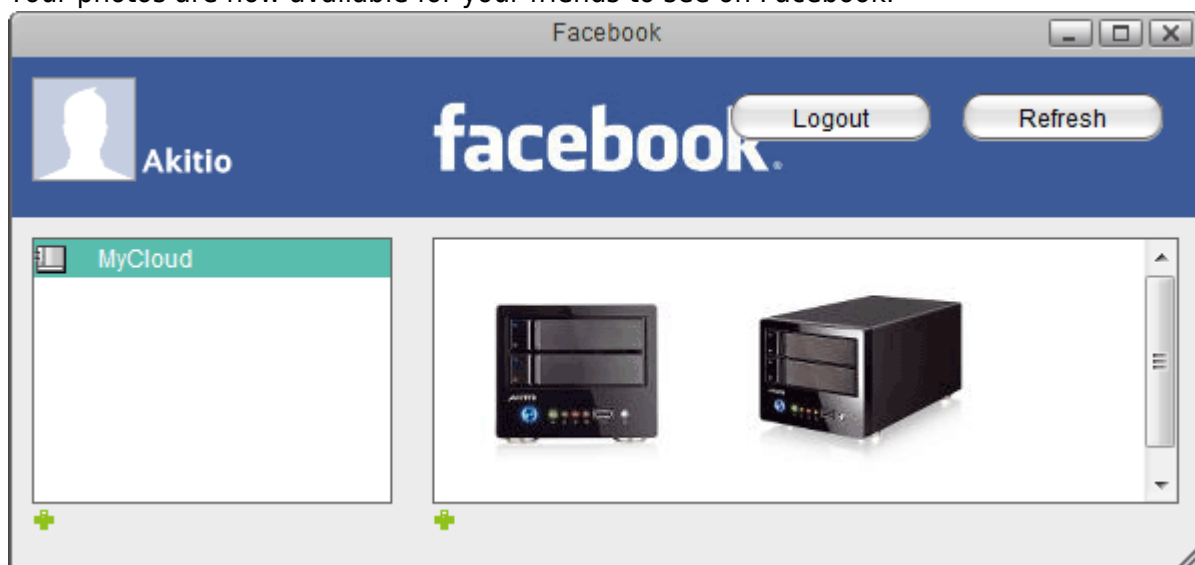 Your photos are now available for your friends to see on Facebook.
Facebook
Akitio
facebook.
Logout
Refresh
MyCloud